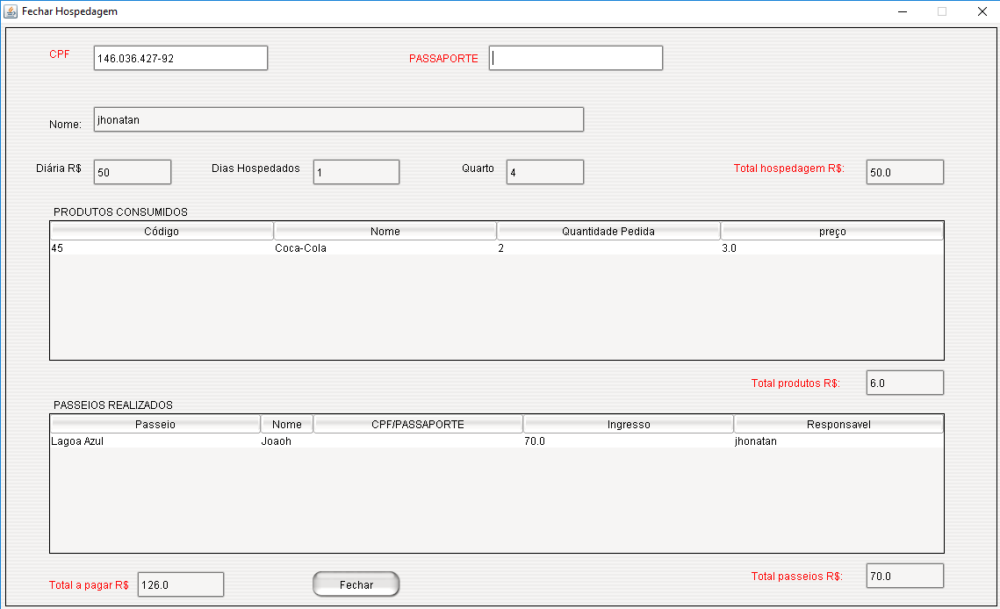 Fechar Hospedagem
CPF 146.036.427-92 PASSAPORTE
Nome: jhonatan
Diária R$ 50 Dias Hospedados 1 Quarto 4 Total hospedagem R$: 50.0
PRODUTOS CONSUMIDOS
Código Nome Quantidade Pedida preço
45 Coca-Cola 2 3.0
Total produtos R$: 6.0
PASSEIOS REALIZADOS
Passeio Nome CPF/PASSAPORTE Ingresso Responsavel
Lagoa Azul Joaoh 70.0 jhonatan
Total a pagar R$ 126.0 Fechar Total passeios R$: 70.0